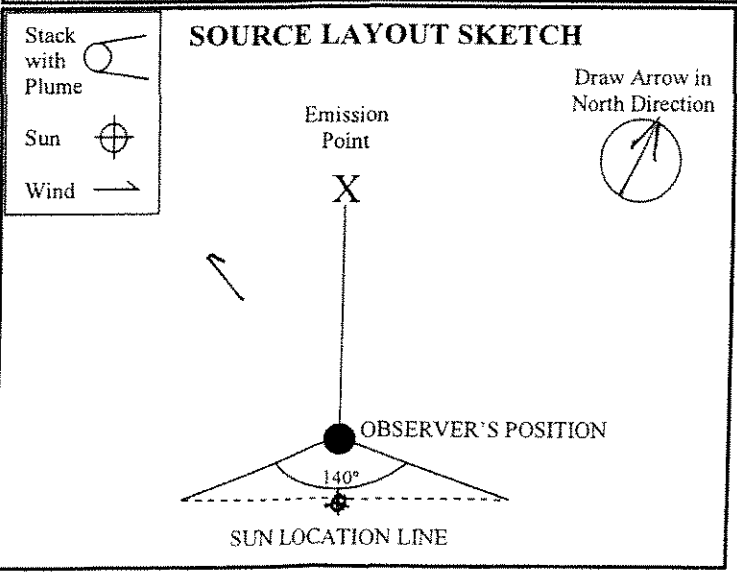 SOURCE LAYOUT SKETCH
Stack
with
Plume
Sun
Wind
Emission
Point
X
Draw Arrow in
North Direction
OBSERVER'S POSITION
140°
SUN LOCATION LINE